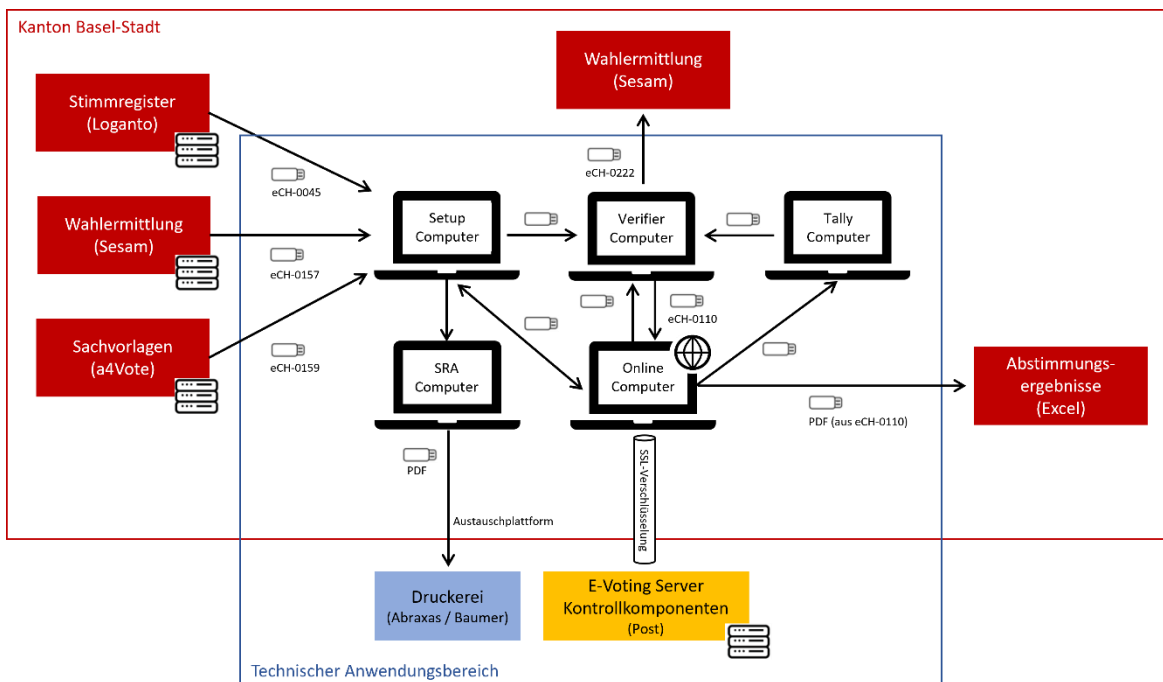 Kanton Basel-Stadt
Wahlermittlung
(Sesam)
Stimmregister
(Loganto)
eCH-0045
eCH-0222
Wahlermittlung
(Sesam)
eCH-0157
Setup
Computer
Verifier
Computer
Tally
Computer
eCH-0110
Sachvorlagen
(a4Vote)
eCH-0159
SRA
Computer
Online
Computer
Abstimmungs-
ergebnisse
(Excel)
PDF (aus eCH-0110)
PDF
SSL-Verschlüsselung
Austauschplattform
Druckerei
(Abraxas / Baumer)
E-Voting Server
Kontrollkomponenten
(Post)
Technischer Anwendungsbereich